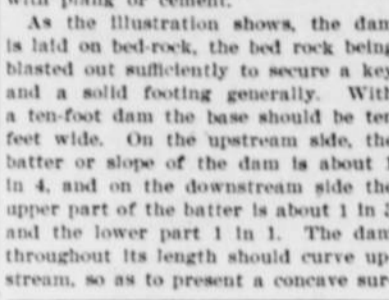 with plank or cement.
As the illustration shows, the dam
is laid on bed-rock, the bed rock being
blasted out sufficiently to secure a key
and a solid footing generally. With
a ten-foot dam the base should be ten
feet wide. On the upstream side, the
batter or slope of the dam is about 1
in 4, and on the downstream side the
upper part of the batter is about 1 in
and the lower part 1 in 1. The dam
throughout its length should curve up
stream, so as to present a concave sur